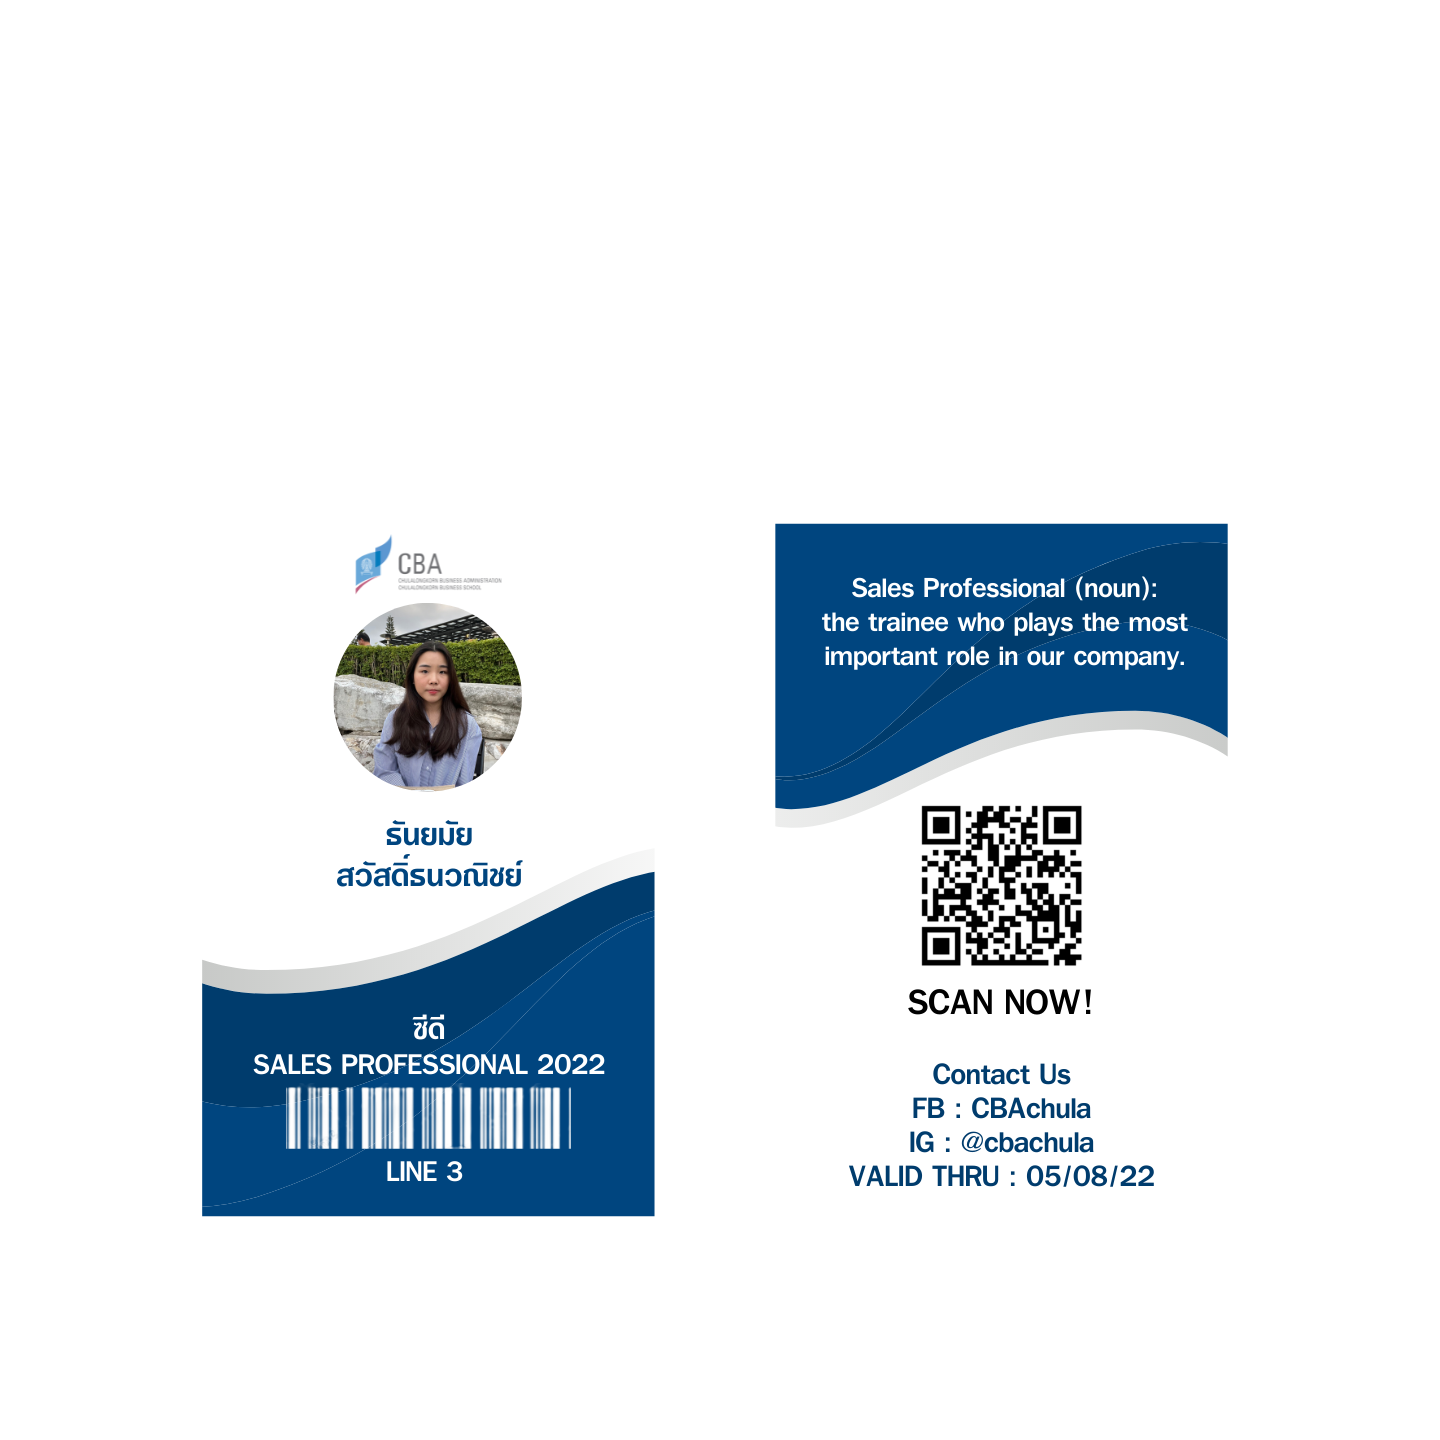 CBA
CHULALONGKORN BUSINESS ADMINISTRATION
CHULALONGKORN BUSINESS SCHOOL
ธันยมัย
สวัสดิ์ธนวณิชย์
ซีดี
SALES PROFESSIONAL 2022
LINE 3
Sales Professional (noun):
the trainee who plays the most
important role in our company.
SCAN NOW!
Contact Us
FB : CBAchula
IG : @cbachula
VALID THRU : 05/08/22